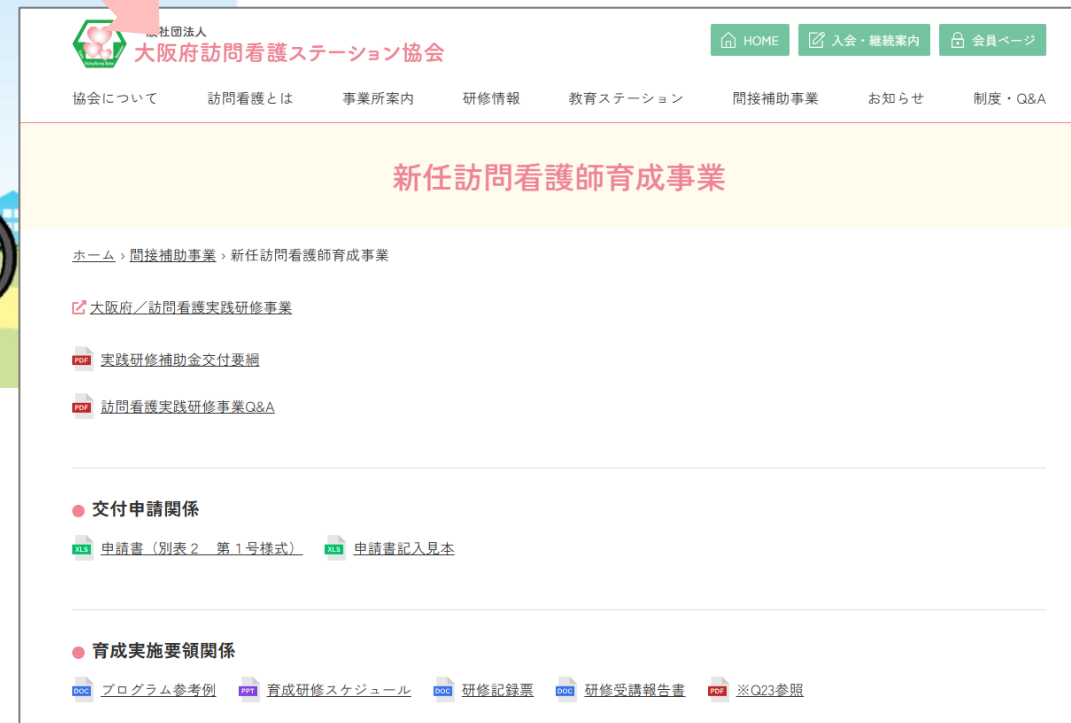 般社団法人
大阪府訪問看護ステーション協会
HOME 入会・継続案内 会員ページ
協会について 訪問看護とは 事業所案内 研修情報 教育ステーション 間接補助事業 お知らせ 制度・Q&A
新任訪問看護師育成事業
ホーム › 間接補助事業 › 新任訪問看護師育成事業
大阪府／訪問看護実践研修事業
PDF 実践研修補助金交付要綱
PDF 訪問看護実践研修事業Q&A
● 交付申請関係
XLS 申請書（別表２　第１号様式） XLS 申請書記入見本
● 育成実施要領関係
DOC プログラム参考例 PPT 育成研修スケジュール DOC 研修記録票 DOC 研修受講報告書 PDF ※Q23参照